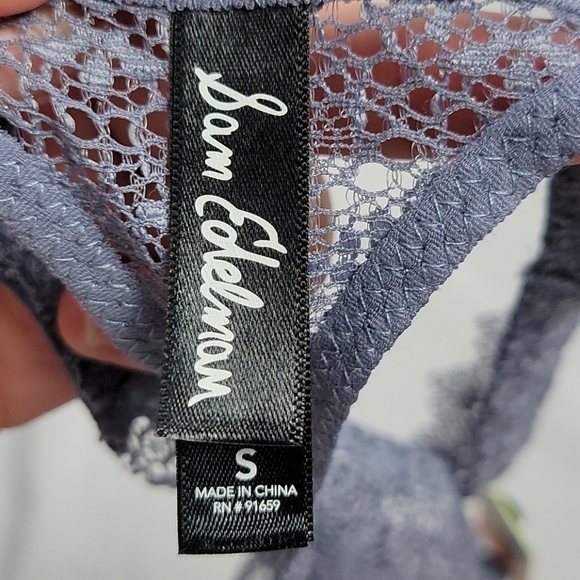 Sam Edelman
S
MADE IN CHINA
RN # 91659